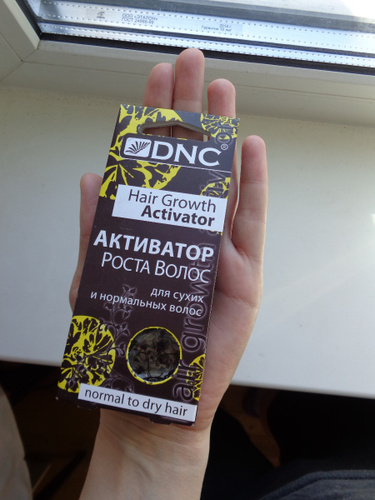 DNC®
Hair Growth
Activator
АКТИВАТОР
РОСТА ВОЛОС
для сухих
и нормальных волос
normal to dry hair